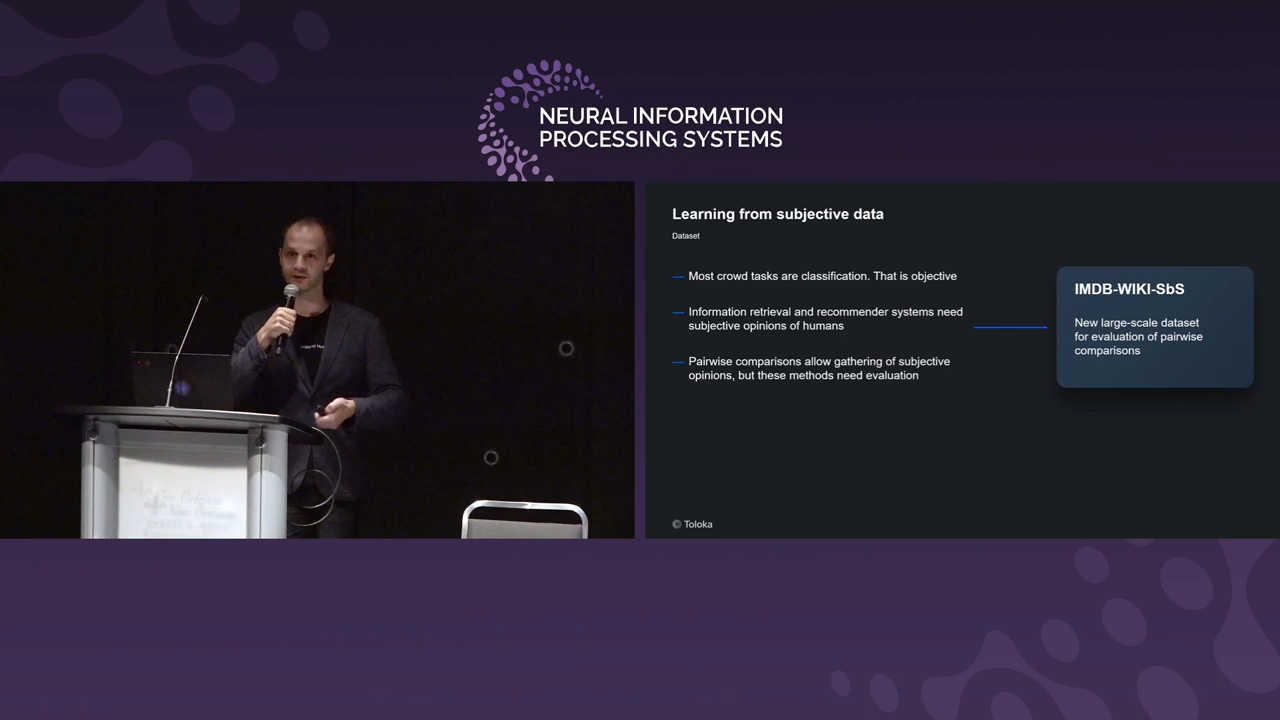 NEURAL INFORMATION
PROCESSING SYSTEMS
Learning from subjective data
Dataset
— Most crowd tasks are classification. That is objective
— Information retrieval and recommender systems need
subjective opinions of humans
— Pairwise comparisons allow gathering of subjective
opinions, but these methods need evaluation
IMDB-WIKI-SbS
New large-scale dataset
for evaluation of pairwise
comparisons
Toloka